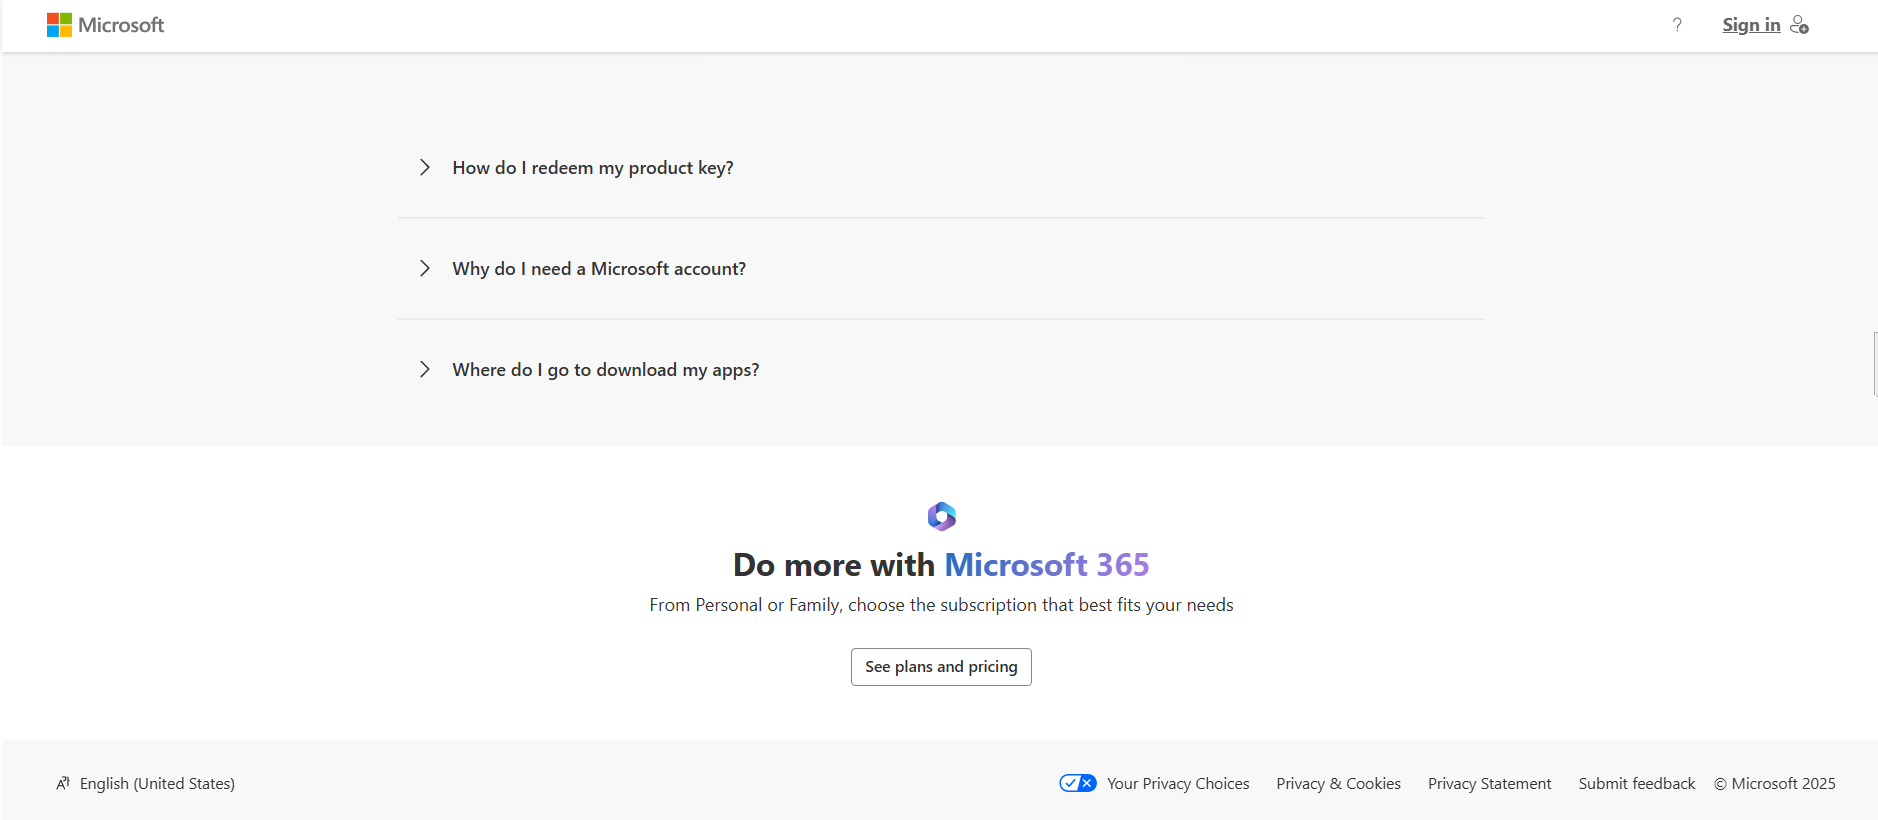 Microsoft
? Sign in
How do I redeem my product key?
Why do I need a Microsoft account?
Where do I go to download my apps?
Do more with Microsoft 365
From Personal or Family, choose the subscription that best fits your needs
See plans and pricing
English (United States) Your Privacy Choices Privacy & Cookies Privacy Statement Submit feedback © Microsoft 2025